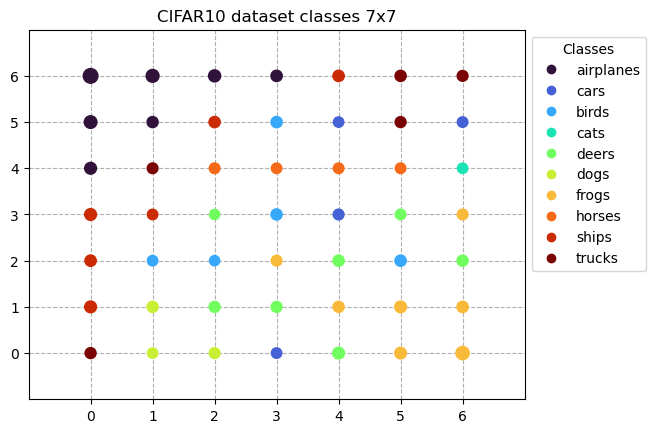 CIFAR10 dataset classes 7x7
6
5
4
3
2
1
0
0 1 2 3 4 5 6
Classes
airplanes
cars
birds
cats
deers
dogs
frogs
horses
ships
trucks